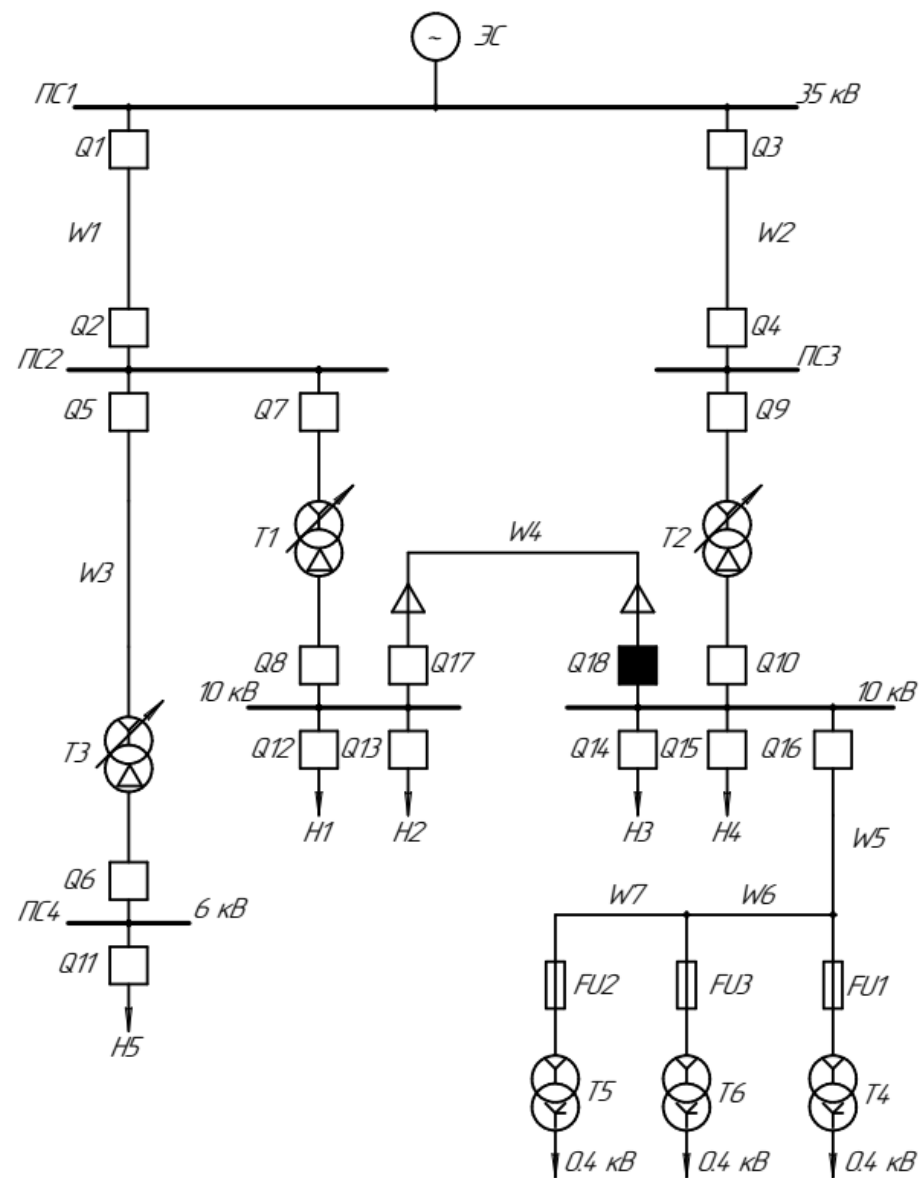 ~ ЭС
ПС1 35 кВ
Q1 Q3
W1 W2
Q2 Q4
ПС2 ПС3
Q5 Q7 Q9
W4
T1 T2
W3
Q8 Q17 Q18 Q10
10 кВ 10 кВ
T3 Q12 Q13 Q14 Q15 Q16
H1 H2 H3 H4
W5
Q6
W7 W6
ПС4 6 кВ
Q11 FU2 FU3 FU1
H5
T5 T6 T4
0.4 кВ 0.4 кВ 0.4 кВ